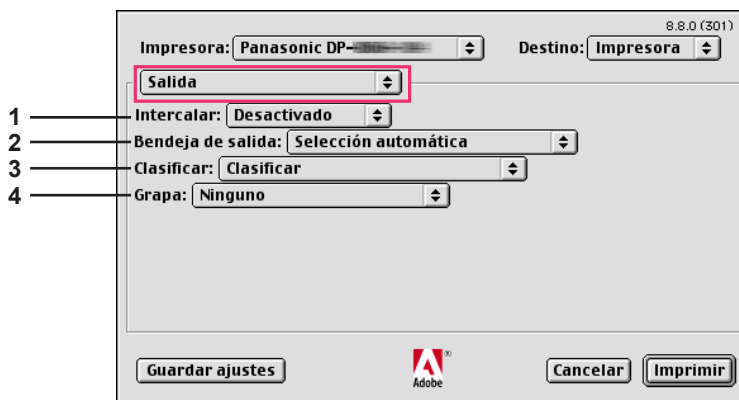 8.8.0 (301)
Impresora: Panasonic DP- Destino: Impresora
Salida
1 Intercalar: Desactivado
2 Bendeja de salida: Selección automática
3 Clasificar: Clasificar
4 Grapa: Ninguno
Guardar ajustes Adobe Cancelar Imprimir